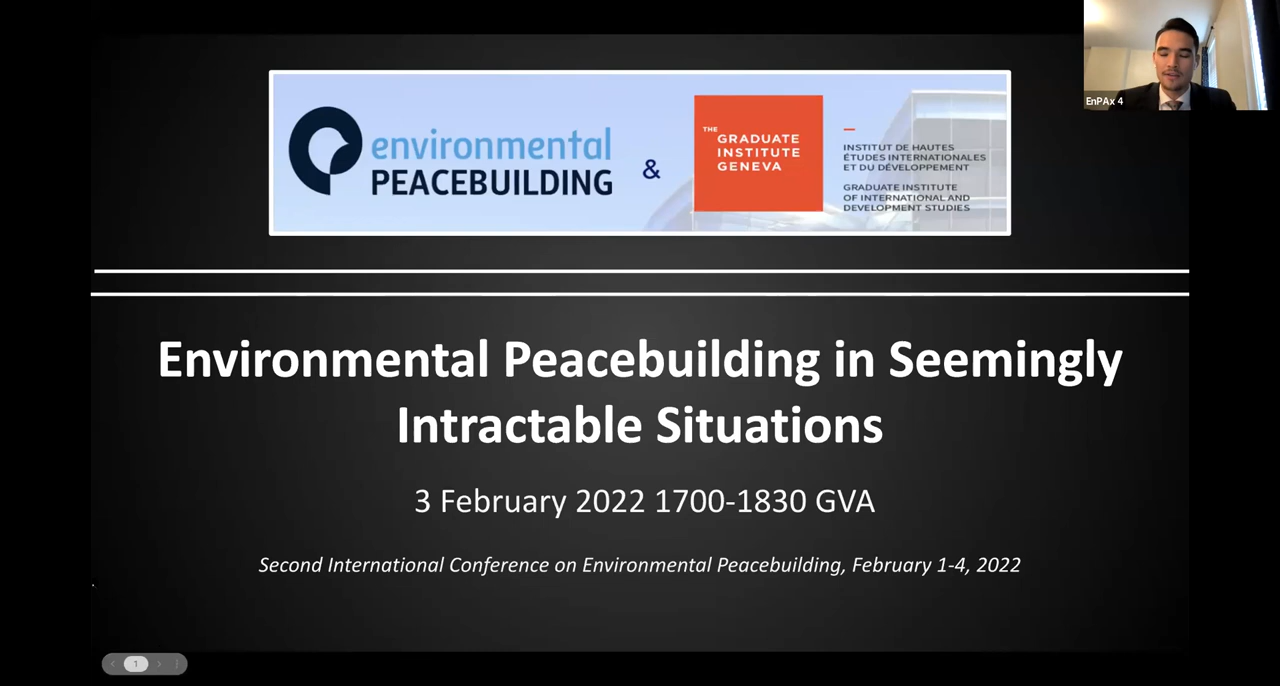 environmental
PEACEBUILDING
&
THE
GRADUATE
INSTITUTE
GENEVA
INSTITUT DE HAUTES
ÉTUDES INTERNATIONALES
ET DU DÉVELOPPEMENT
GRADUATE INSTITUTE
OF INTERNATIONAL AND
DEVELOPMENT STUDIES
EnPAx 4
Environmental Peacebuilding in Seemingly
Intractable Situations
3 February 2022 1700-1830 GVA
Second International Conference on Environmental Peacebuilding, February 1-4, 2022
1